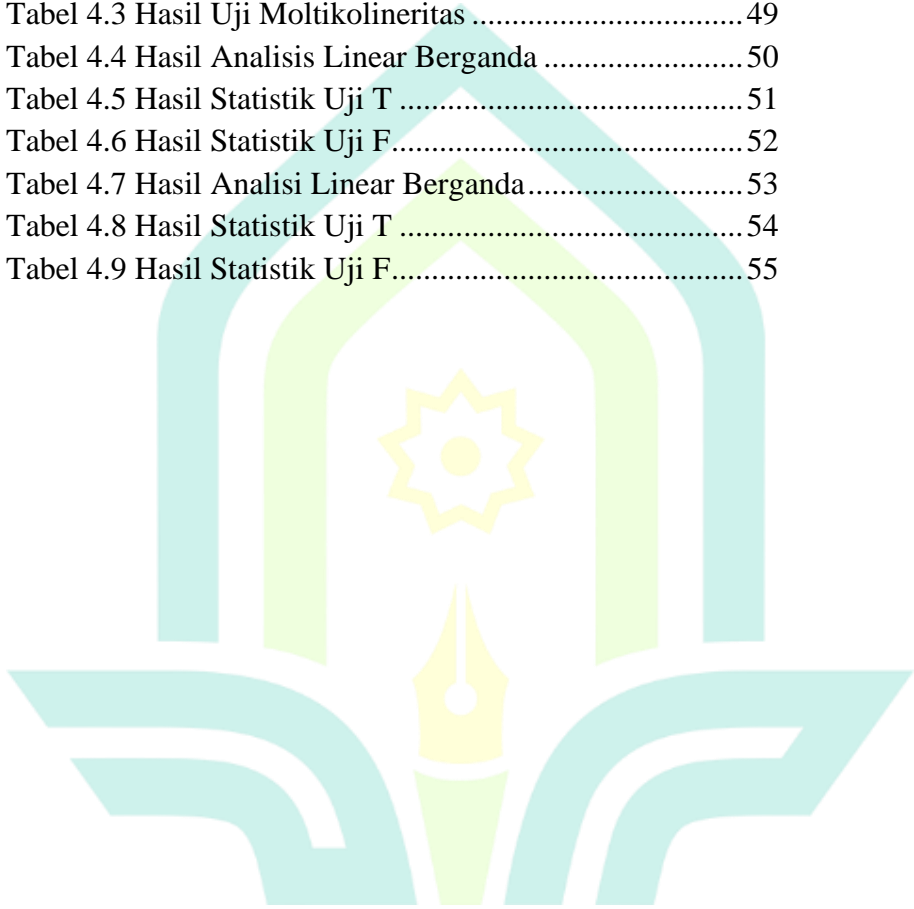 Tabel 4.3 Hasil Uji Moltikolineritas ............................. 49
Tabel 4.4 Hasil Analisis Linear Berganda ..................... 50
Tabel 4.5 Hasil Statistik Uji T ..................................... 51
Tabel 4.6 Hasil Statistik Uji F...................................... 52
Tabel 4.7 Hasil Analisi Linear Berganda....................... 53
Tabel 4.8 Hasil Statistik Uji T ..................................... 54
Tabel 4.9 Hasil Statistik Uji F...................................... 55